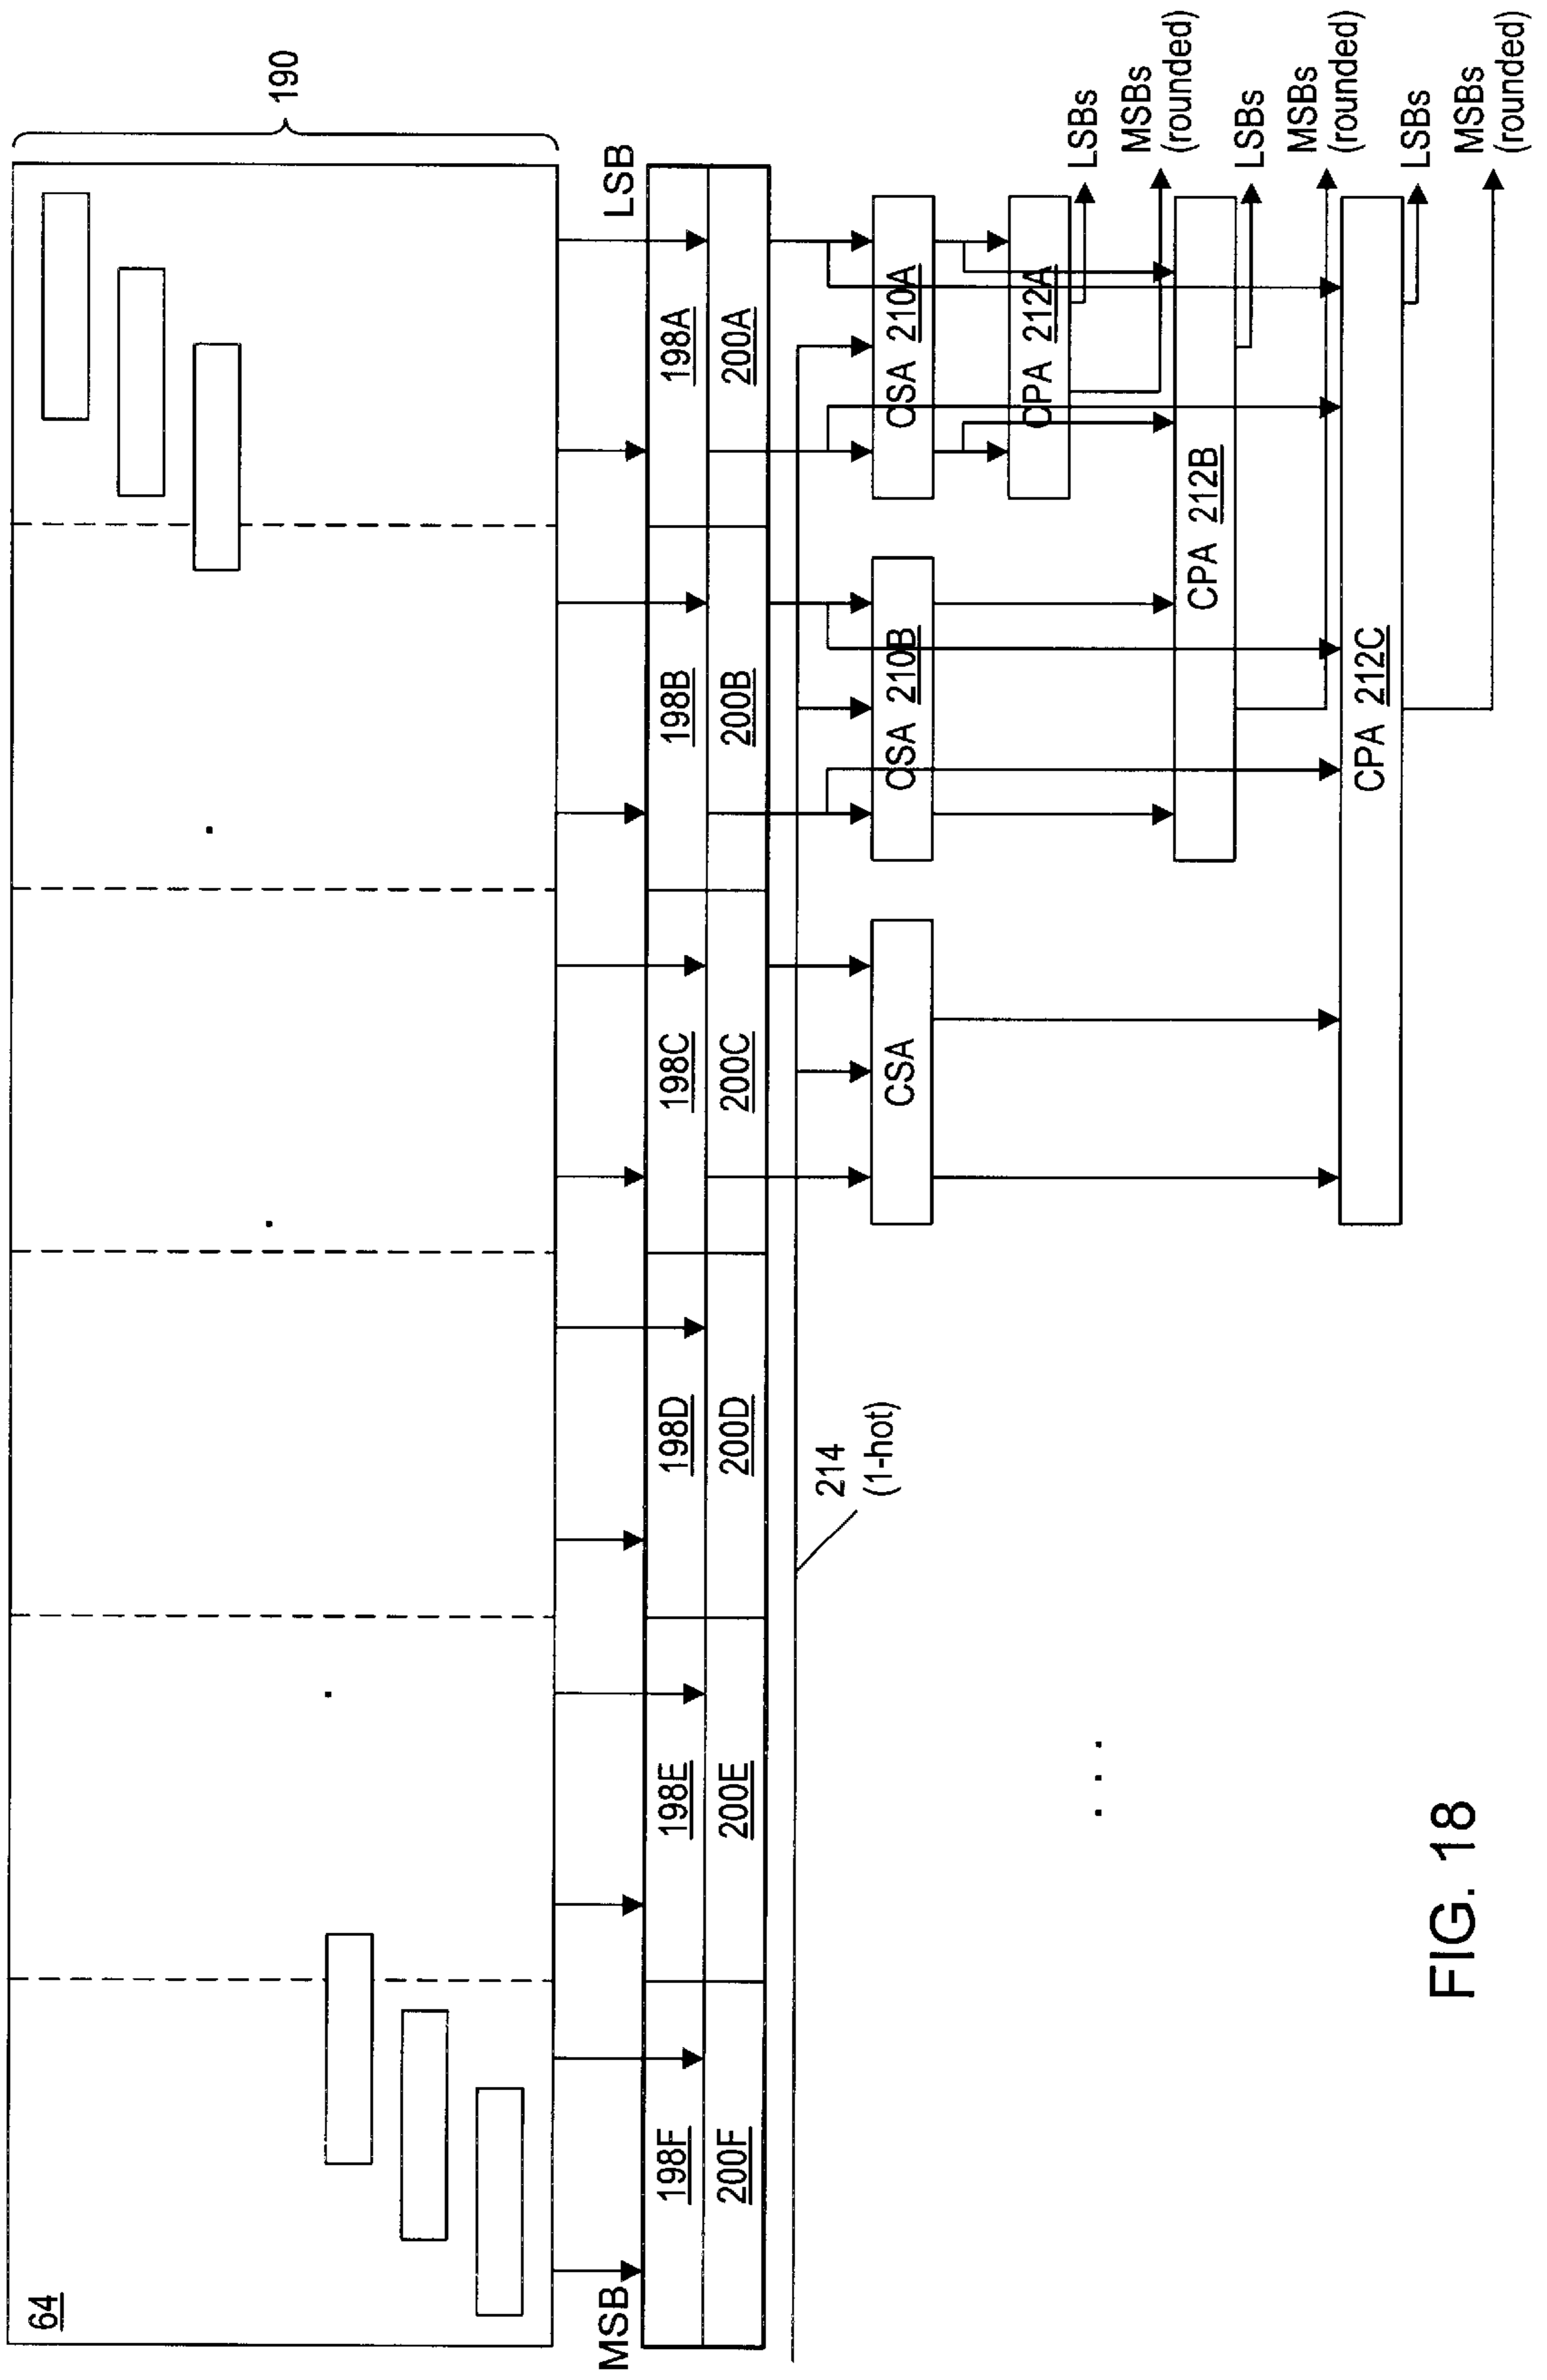 64
190
MSB
LSB
198F
198E
198D
198C
198B
198A
200F
200E
200D
200C
200B
200A
214
(1-hot)
CSA
CSA 210B
CSA 210A
CPA 212A
LSBs
MSBs
(rounded)
CPA 212B
LSBs
MSBs
(rounded)
CPA 212C
LSBs
MSBs
(rounded)
FIG. 18